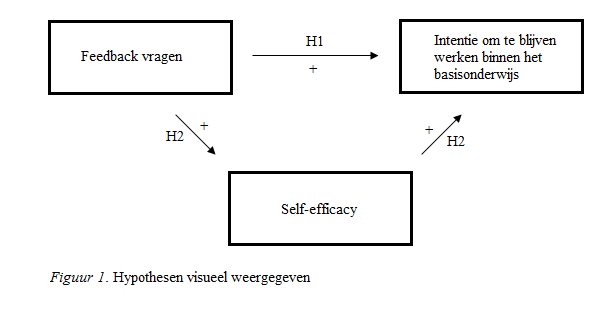 H1
Feedback vragen
+
Intentie om te blijven
werken binnen het
basisonderwijs
H2
+
+
H2
Self-efficacy
Figuur 1. Hypothesen visueel weergegeven